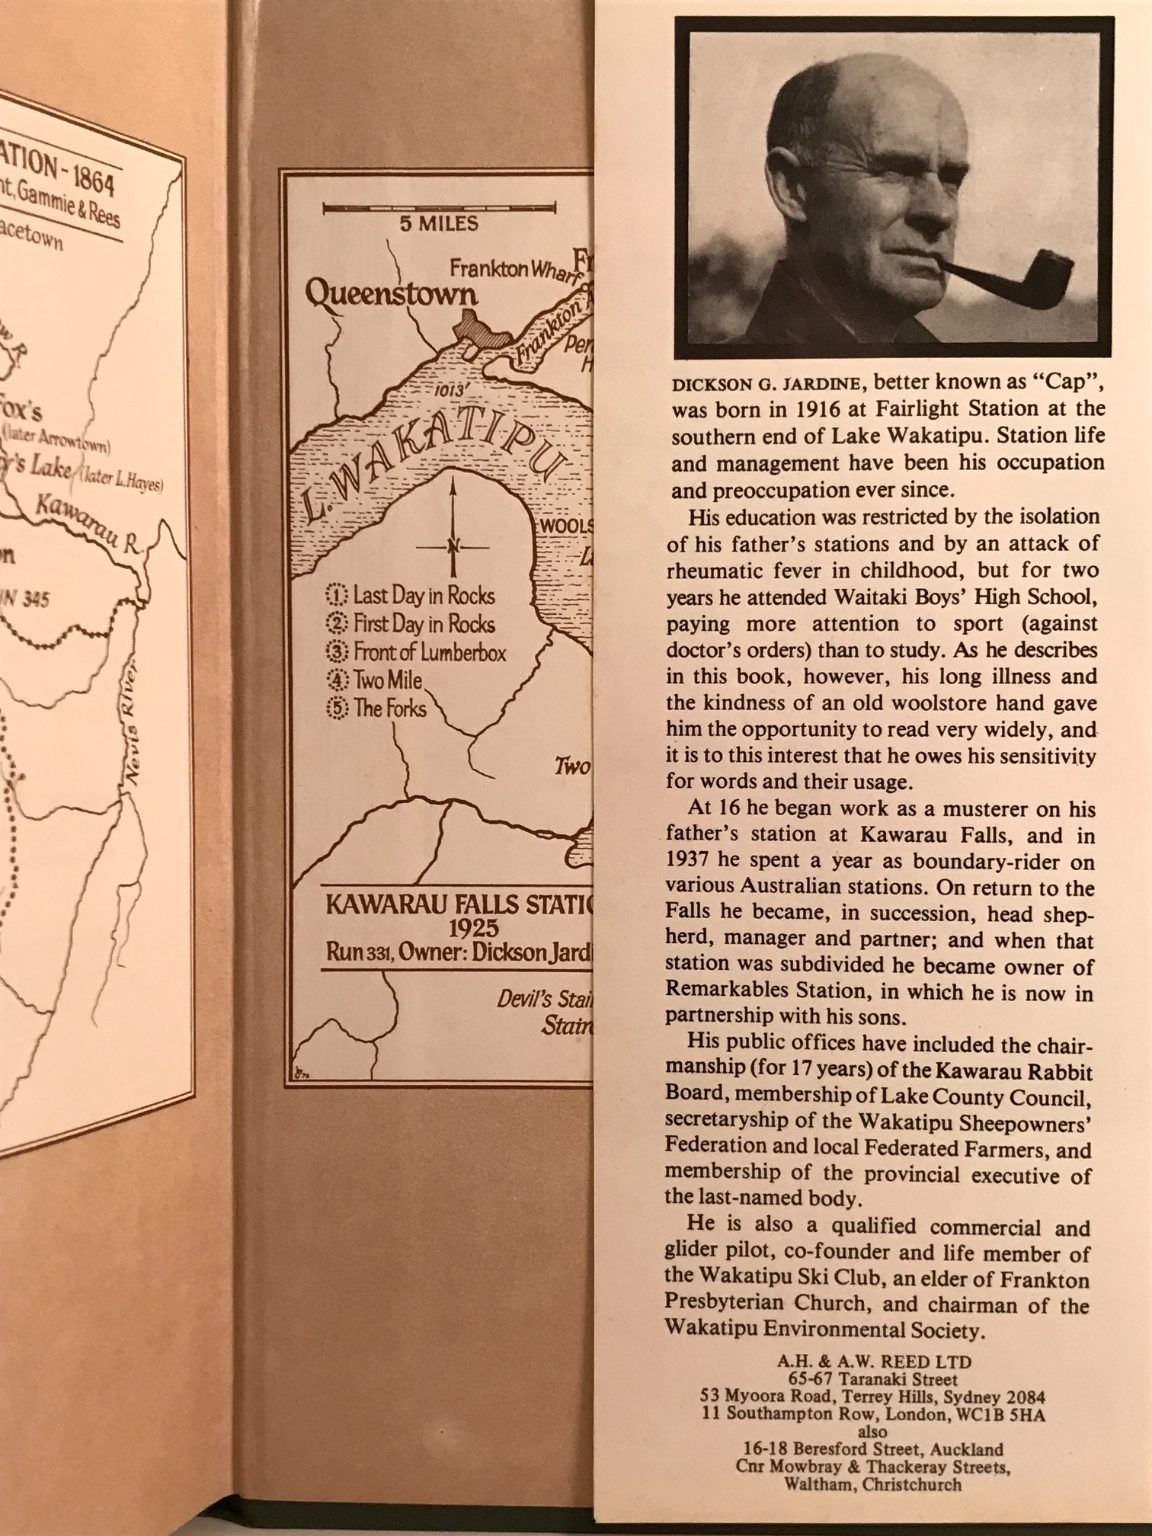 ATION - 1864
Gammie & Rees
acetown
R.
ox's
(later Arrowtown)
r's Lake (later L. Hayes)
Kawarau R.
on
N 345
Nevis River
5 MILES
Frankton Wharf
Fr
Queenstown
Frankton A
Pen
H
1013'
L. WAKATIPU
WOOLS
L
N
1 Last Day in Rocks
2 First Day in Rocks
3 Front of Lumberbox
4 Two Mile
5 The Forks
Two
KAWARAU FALLS STATIO
1925
Run 331, Owner: Dickson Jard
Devil's Stai
Stair
DICKSON G. JARDINE, better known as “Cap”,
was born in 1916 at Fairlight Station at the
southern end of Lake Wakatipu. Station life
and management have been his occupation
and preoccupation ever since.
His education was restricted by the isolation
of his father's stations and by an attack of
rheumatic fever in childhood, but for two
years he attended Waitaki Boys' High School,
paying more attention to sport (against
doctor's orders) than to study. As he describes
in this book, however, his long illness and
the kindness of an old woolstore hand gave
him the opportunity to read very widely, and
it is to this interest that he owes his sensitivity
for words and their usage.
At 16 he began work as a musterer on his
father's station at Kawarau Falls, and in
1937 he spent a year as boundary-rider on
various Australian stations. On return to the
Falls he became, in succession, head shep-
herd, manager and partner; and when that
station was subdivided he became owner of
Remarkables Station, in which he is now in
partnership with his sons.
His public offices have included the chair-
manship (for 17 years) of the Kawarau Rabbit
Board, membership of Lake County Council,
secretaryship of the Wakatipu Sheepowners'
Federation and local Federated Farmers, and
membership of the provincial executive of
the last-named body.
He is also a qualified commercial and
glider pilot, co-founder and life member of
the Wakatipu Ski Club, an elder of Frankton
Presbyterian Church, and chairman of the
Wakatipu Environmental Society.
A.H. & A.W. REED LTD
65-67 Taranaki Street
53 Myoora Road, Terrey Hills, Sydney 2084
11 Southampton Row, London, WC1B 5HA
also
16-18 Beresford Street, Auckland
Cnr Mowbray & Thackeray Streets,
Waltham, Christchurch